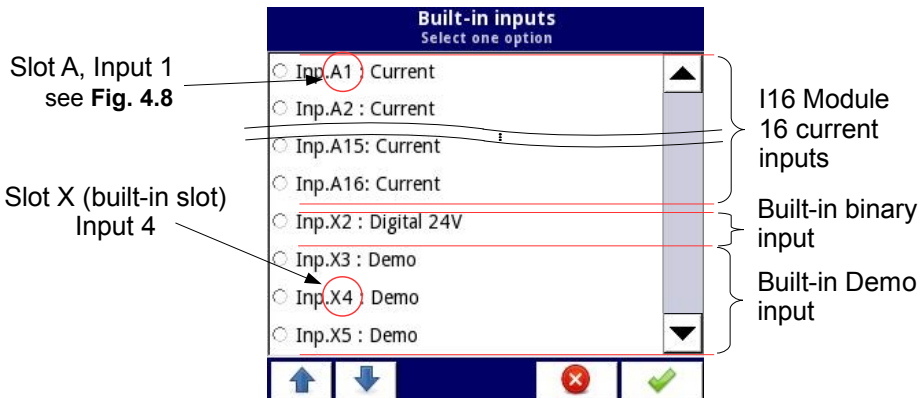 Built-in inputs
Select one option
Slot A, Input 1
see Fig. 4.8
Inp.A1 : Current
Inp.A2 : Current
Inp.A15: Current
Inp.A16: Current
I16 Module
16 current
inputs
Slot X (built-in slot)
Input 4
Inp.X2 : Digital 24V
Built-in binary
input
Inp.X3 : Demo
Inp.X4 : Demo
Inp.X5 : Demo
Built-in Demo
input